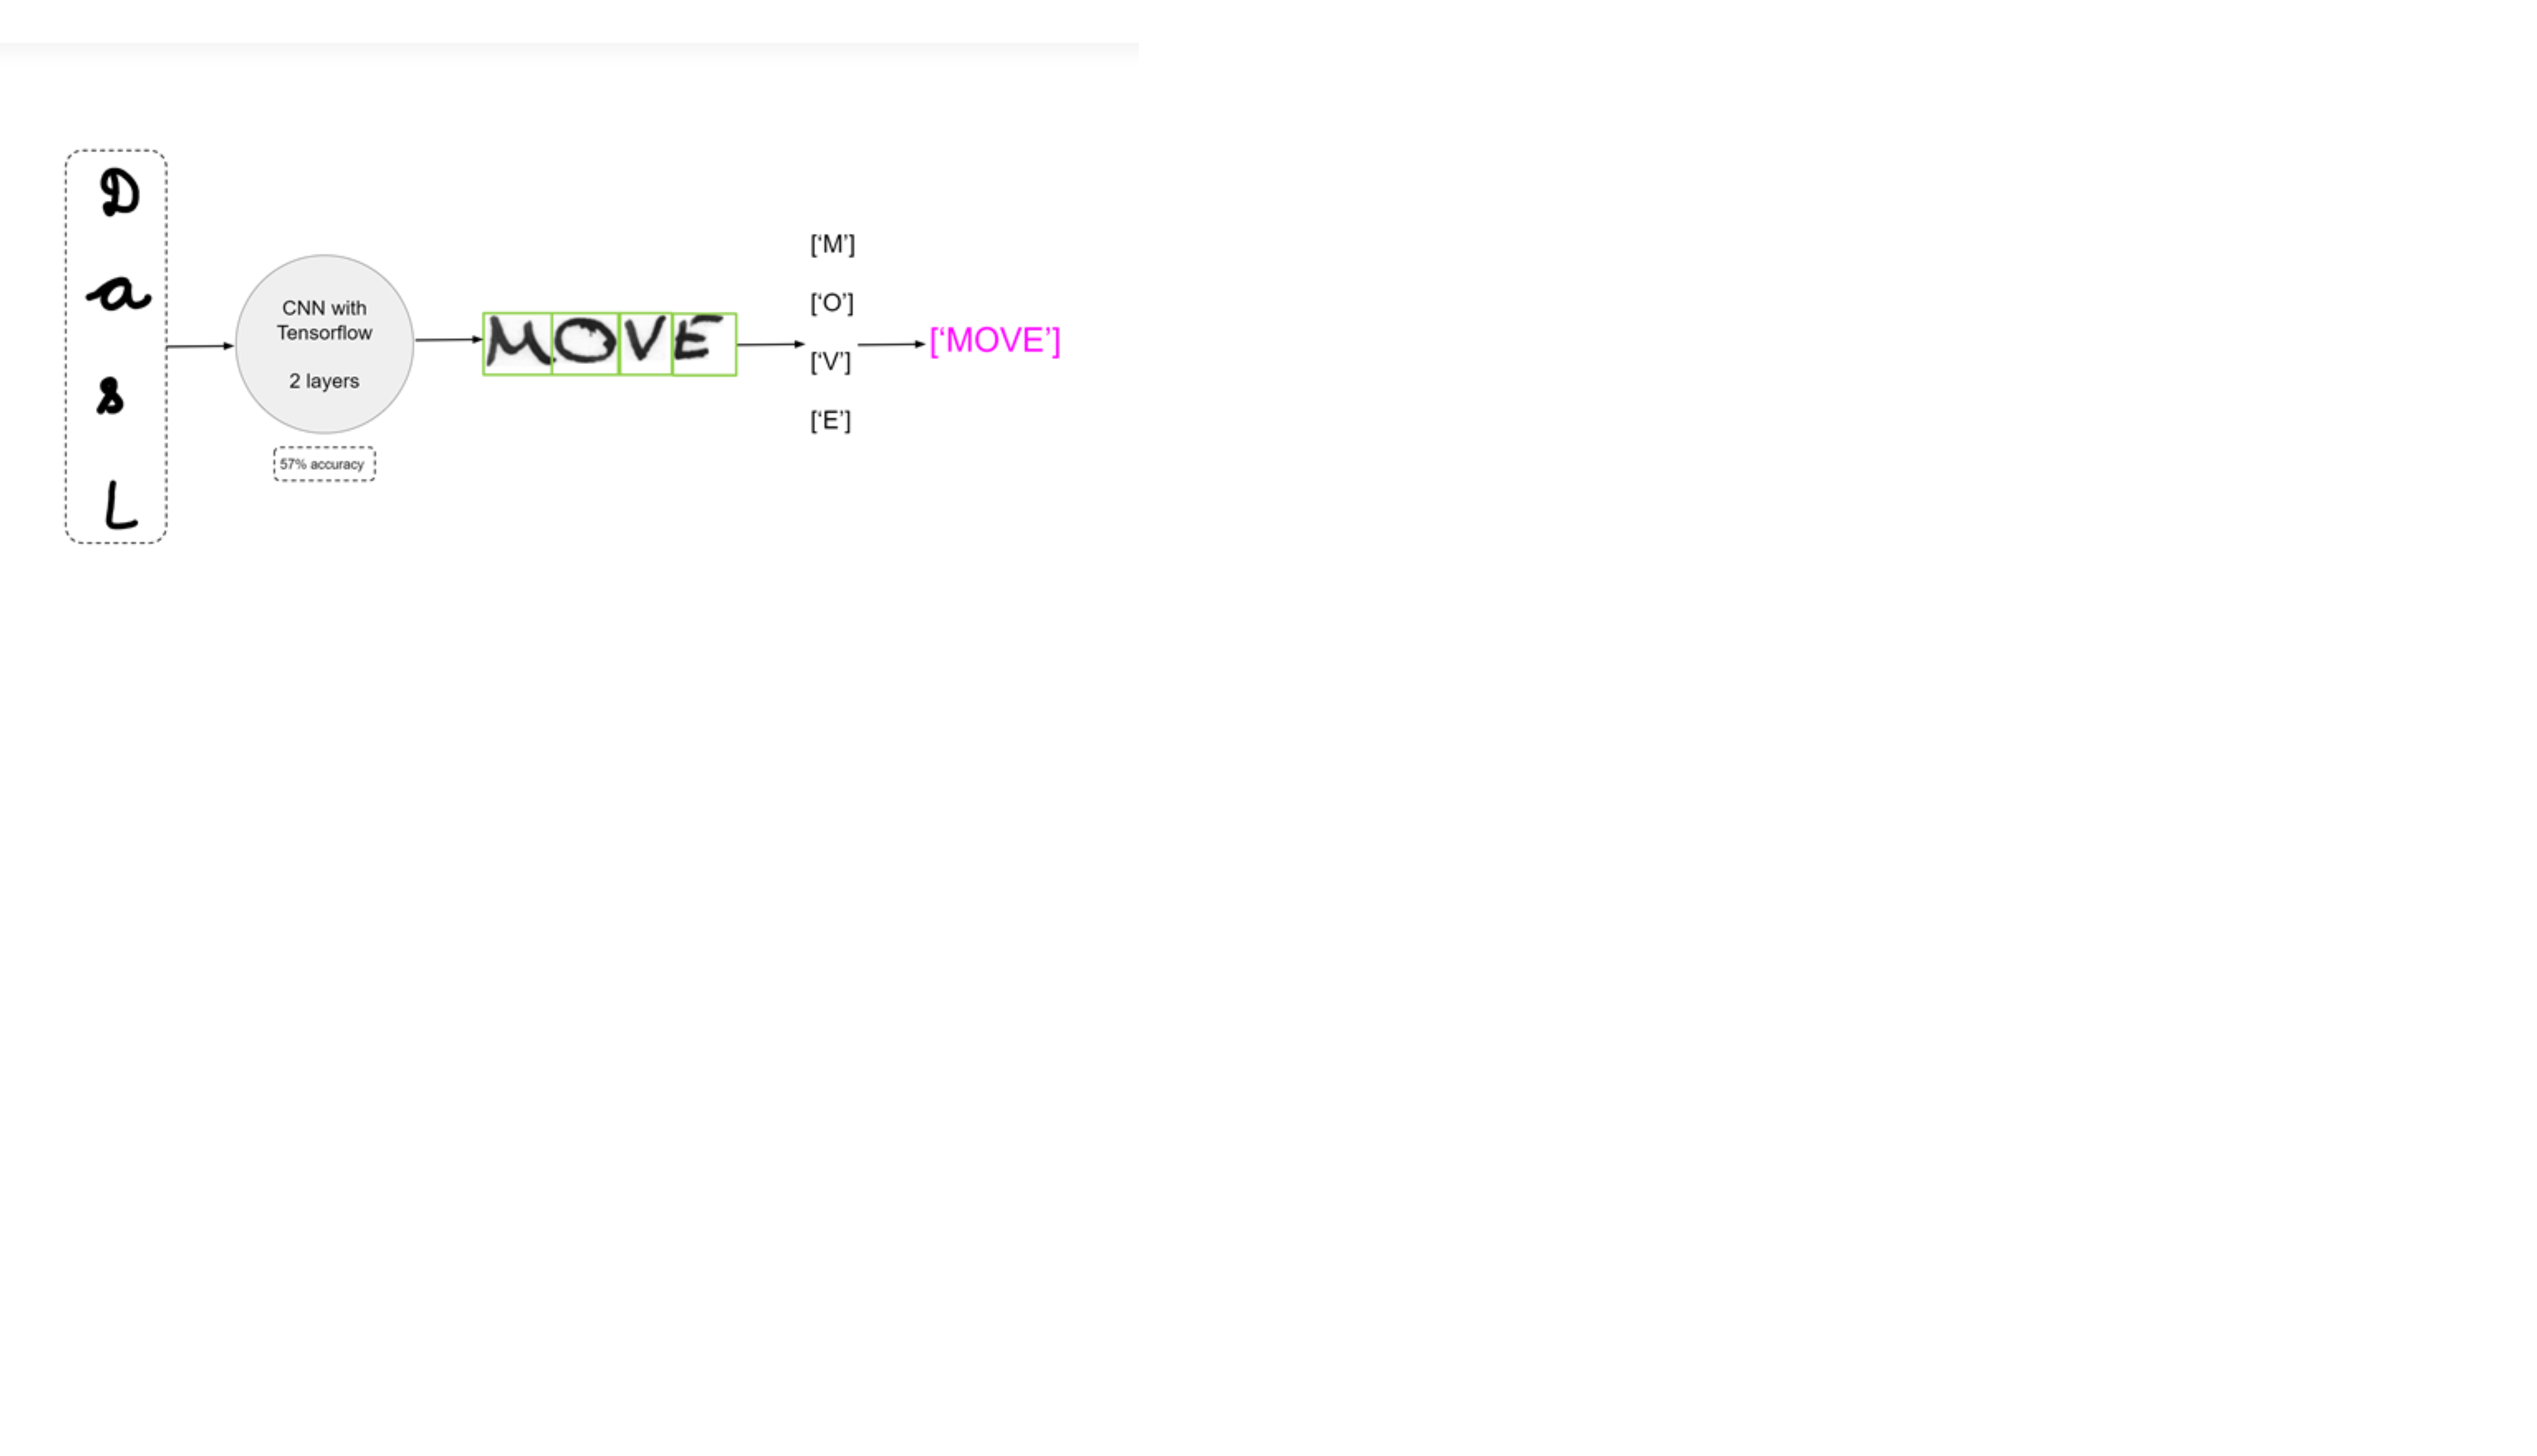 D
a
s
L
CNN with
Tensorflow
2 layers
57% accuracy
MOVE
[‘M’]
[‘O’]
[‘V’]
[‘E’]
[‘MOVE’]